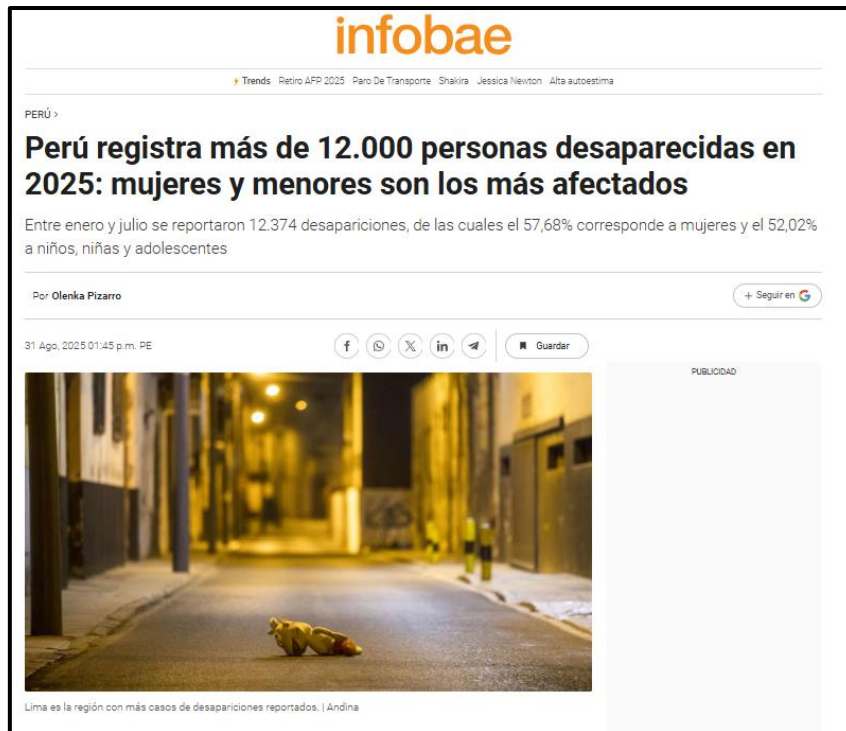 infobae
Trends Retiro AFP 2025 Paro De Transporte Shakira Jessica Newton Alta autoestima
PERÚ >
Perú registra más de 12.000 personas desaparecidas en
2025: mujeres y menores son los más afectados
Entre enero y julio se reportaron 12.374 desapariciones, de las cuales el 57,68% corresponde a mujeres y el 52,02%
a niños, niñas y adolescentes
Por Olenka Pizarro
+ Seguir en
31 Ago, 2025 01:45 p.m. PE
Guardar
PUBLICIDAD
Lima es la región con más casos de desapariciones reportados. | Andina